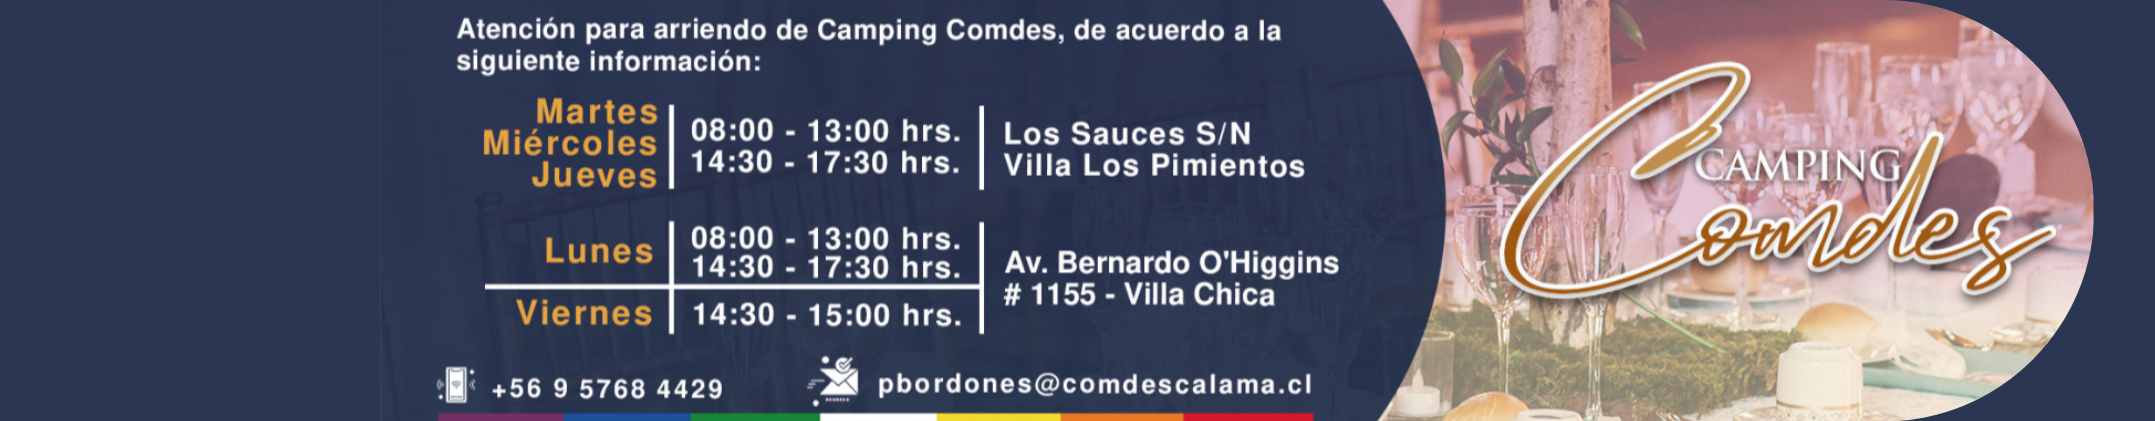 Atención para arriendo de Camping Comdes, de acuerdo a la
siguiente información:
Martes
Miércoles
Jueves
08:00 - 13:00 hrs.
14:30 - 17:30 hrs.
Los Sauces S/N
Villa Los Pimientos
Lunes
08:00 - 13:00 hrs.
14:30 - 17:30 hrs.
Viernes
14:30 - 15:00 hrs.
Av. Bernardo O'Higgins
# 1155 - Villa Chica
+56 9 5768 4429
pbordones@comdescalama.cl
CAMPING
Comdes